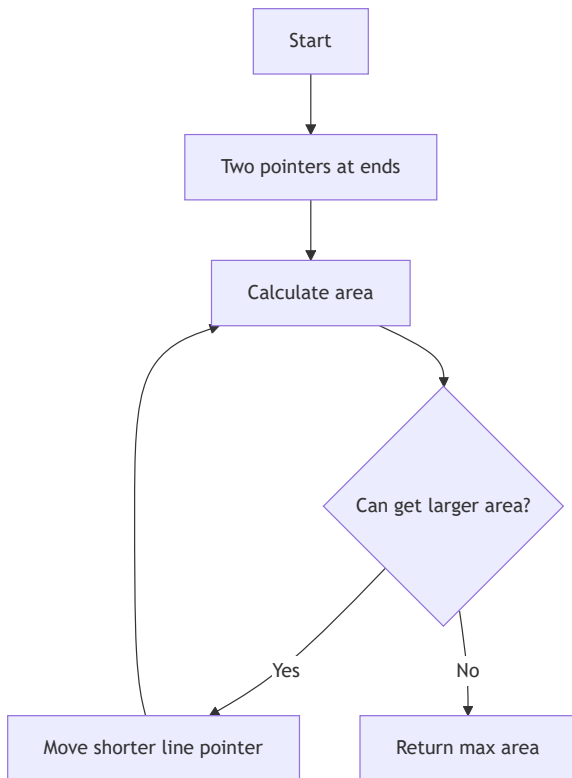 Start
Two pointers at ends
Calculate area
Can get larger area?
Yes
No
Move shorter line pointer
Return max area